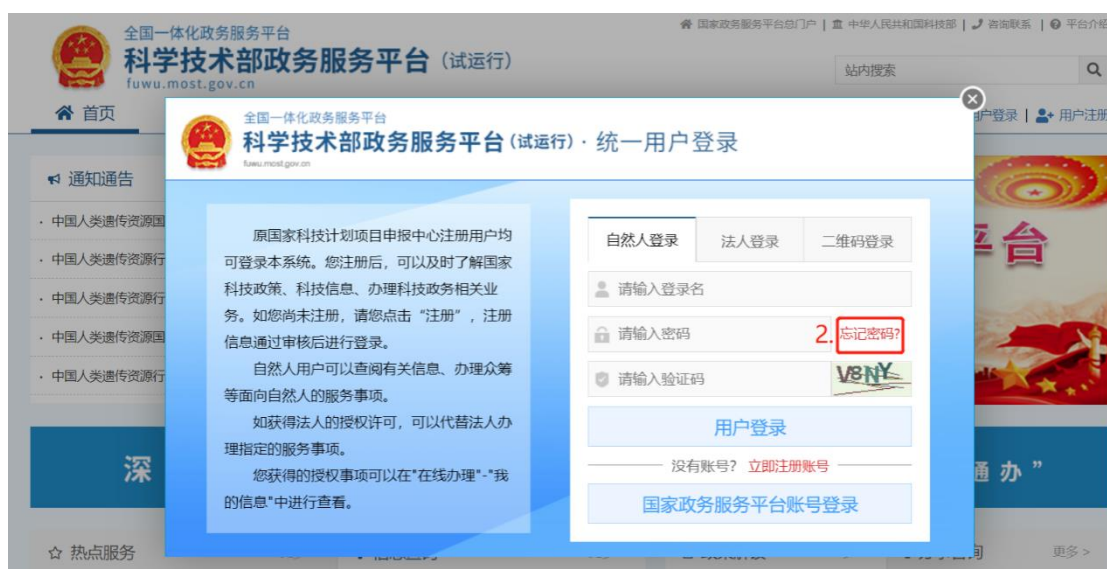 全国一体化政务服务平台
科学技术部政务服务平台（试运行）
fuwu.most.gov.cn
国家政务服务平台总门户 | 中华人民共和国科技部 | 咨询联系 | 平台介绍
站内搜索
首页
用户登录 | 用户注册
通知通告
· 中国人类遗传资源国
· 中国人类遗传资源行
· 中国人类遗传资源行
· 中国人类遗传资源国
· 中国人类遗传资源行
平台
深
通办”
热点服务
更多 >
全国一体化政务服务平台
科学技术部政务服务平台(试运行) · 统一用户登录
fuwu.most.gov.cn
原国家科技计划项目申报中心注册用户均
可登录本系统。您注册后，可以及时了解国家
科技政策、科技信息、办理科技政务相关业
务。如您尚未注册，请您点击“注册”，注册
信息通过审核后进行登录。
自然人用户可以查阅有关信息、办理众筹
等面向自然人的服务事项。
如获得法人的授权许可，可以代替法人办
理指定的服务事项。
您获得的授权事项可以在"在线办理"-"我
的信息"中进行查看。
自然人登录 法人登录 二维码登录
请输入登录名
请输入密码 2. 忘记密码?
请输入验证码 V8NY
用户登录
没有账号? 立即注册账号
国家政务服务平台账号登录